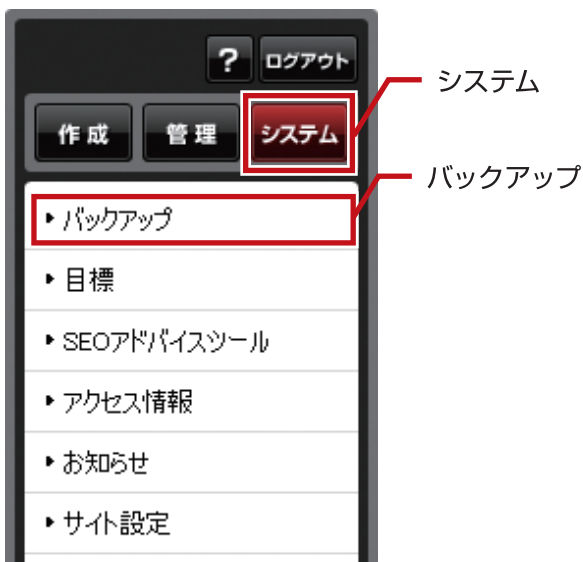 ? ログアウト
システム
作成 管理 システム
バックアップ
バックアップ
目標
SEOアドバイスツール
アクセス情報
お知らせ
サイト設定